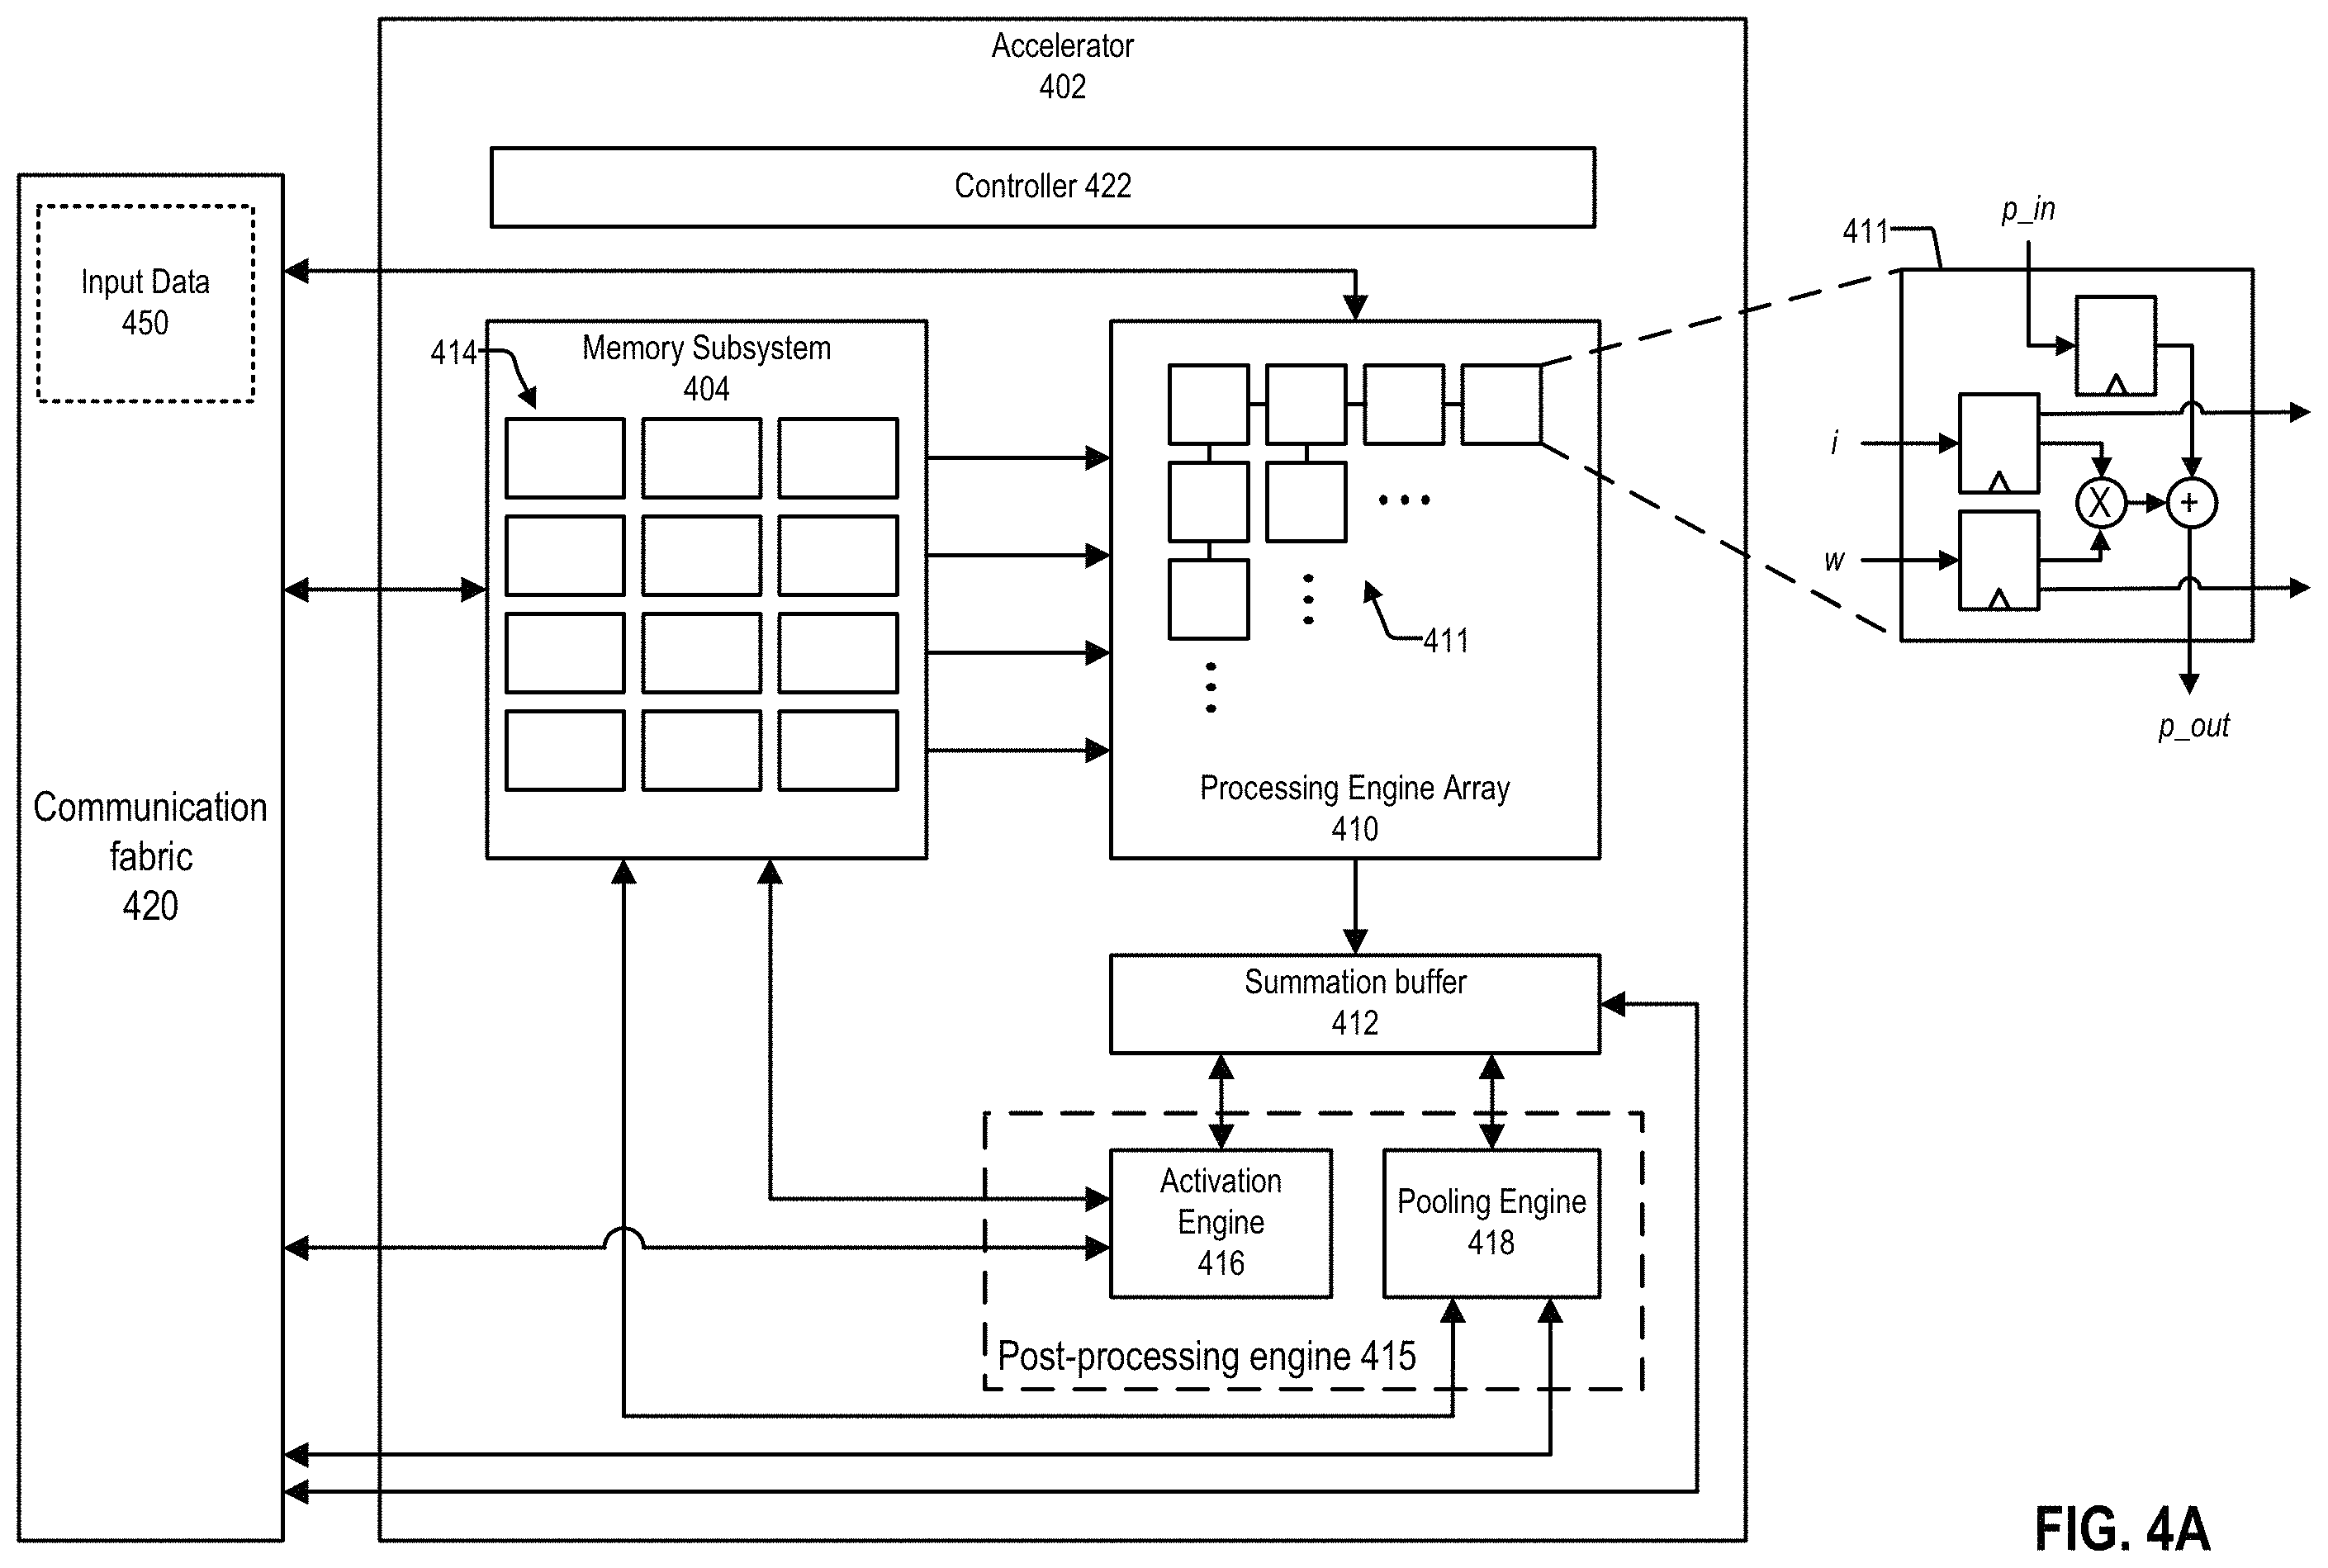 Accelerator
402
Controller 422
Input Data
450
Communication
fabric
420
414
Memory Subsystem
404
411
Processing Engine Array
410
Summation buffer
412
Activation
Engine
416
Pooling Engine
418
Post-processing engine 415
411
p_in
i
X
+
w
p_out
FIG. 4A